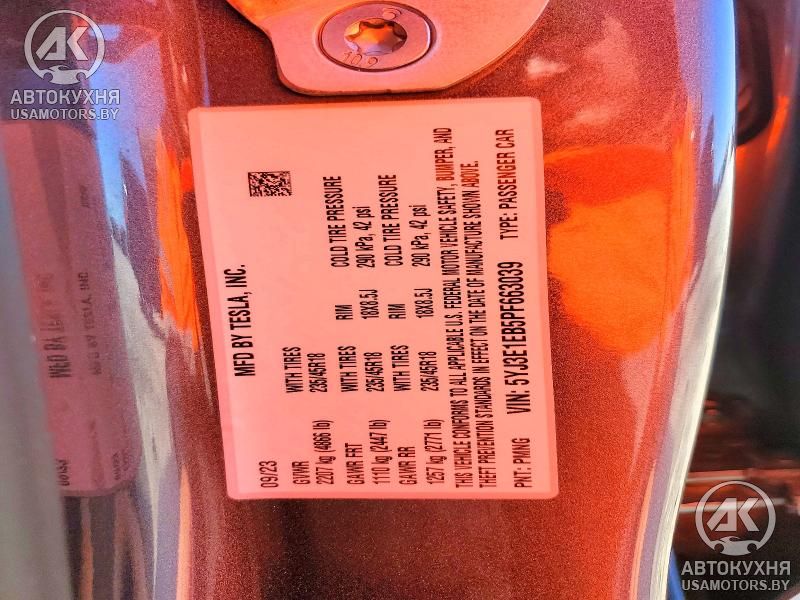 AK
АВТОКУХНЯ
USAMOTORS.BY
10.9
MFD BY TESLA, INC.
09/23
GVWR WITH TIRES RIM COLD TIRE PRESSURE
2207 kg (4866 lb) 235/45R18 18X8.5J 290 kPa, 42 psi
GAWR FRT WITH TIRES RIM COLD TIRE PRESSURE
1110 kg (2447 lb) 235/45R18 18X8.5J 290 kPa, 42 psi
GAWR RR
1257 kg (2771 lb) 235/45R18
THIS VEHICLE CONFORMS TO ALL APPLICABLE U.S. FEDERAL MOTOR VEHICLE SAFETY, BUMPER, AND
THEFT PREVENTION STANDARDS IN EFFECT ON THE DATE OF MANUFACTURE SHOWN ABOVE.
PNT: PMNG VIN: 5YJ3E1EB5PF663039 TYPE: PASSENGER CAR
AK
АВТОКУХНЯ
USAMOTORS.BY